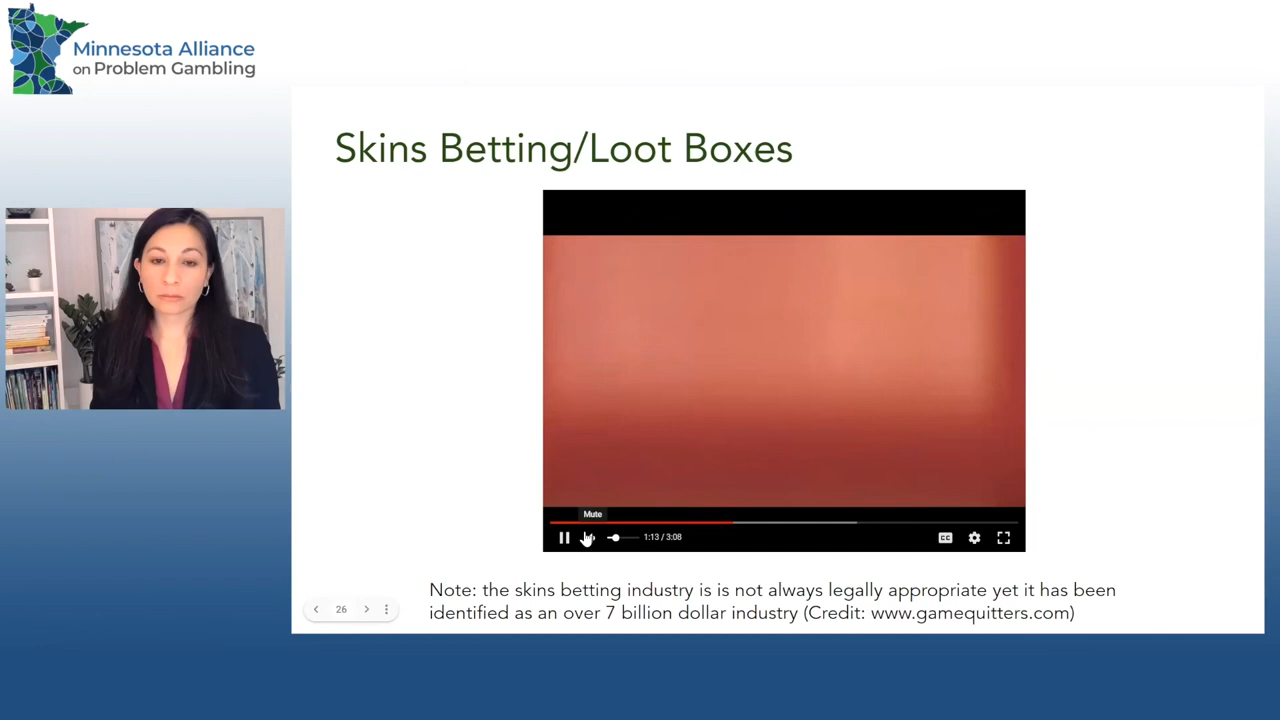 Minnesota Alliance
on Problem Gambling
Skins Betting/Loot Boxes
Mute
1:13 / 3:08
CC
Note: the skins betting industry is is not always legally appropriate yet it has been
identified as an over 7 billion dollar industry (Credit: www.gamequitters.com)
26